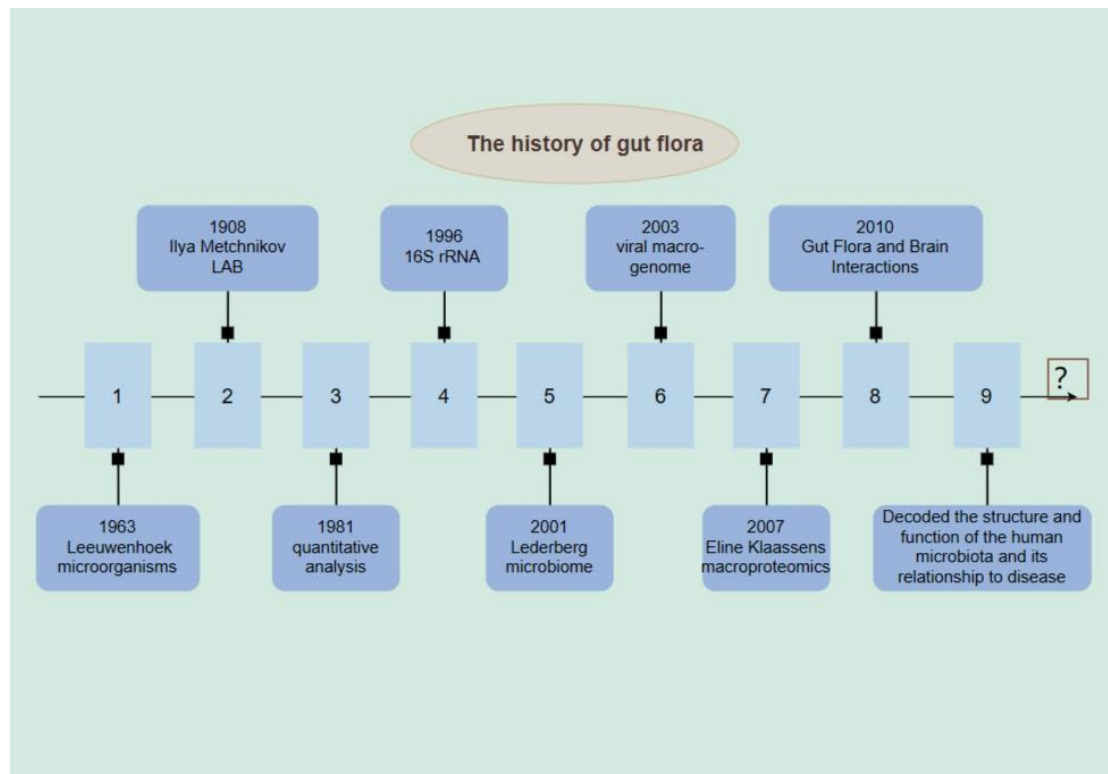 The history of gut flora
1908
Ilya Metchnikov
LAB
1996
16S rRNA
2003
viral macro-
genome
2010
Gut Flora and Brain
Interactions
1
2
3
4
5
6
7
8
9
?
1963
Leeuwenhoek
microorganisms
1981
quantitative
analysis
2001
Lederberg
microbiome
2007
Eline Klaassens
macroproteomics
Decoded the structure and
function of the human
microbiota and its
relationship to disease